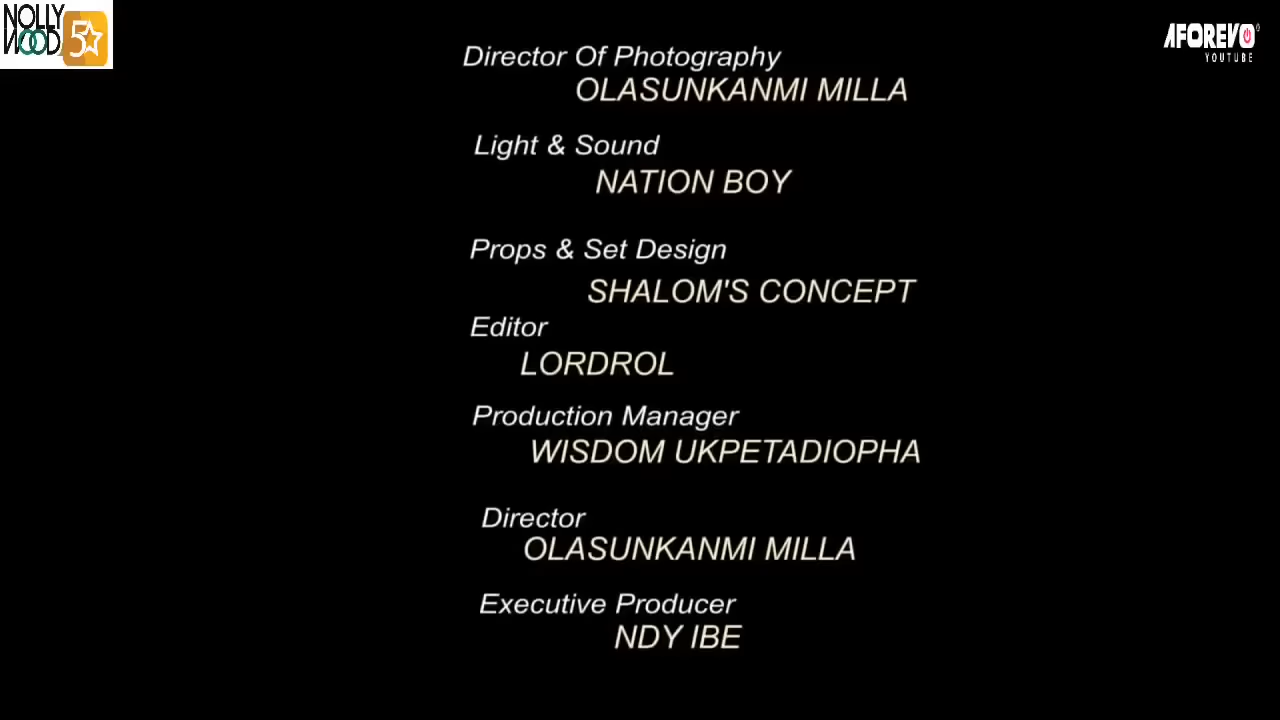 NOLLY
WOOD 5
AFOREVO
YOUTUBE
Director Of Photography
OLASUNKANMI MILLA
Light & Sound
NATION BOY
Props & Set Design
SHALOM'S CONCEPT
Editor
LORDROL
Production Manager
WISDOM UKPETADIOPHA
Director
OLASUNKANMI MILLA
Executive Producer
NDY IBE